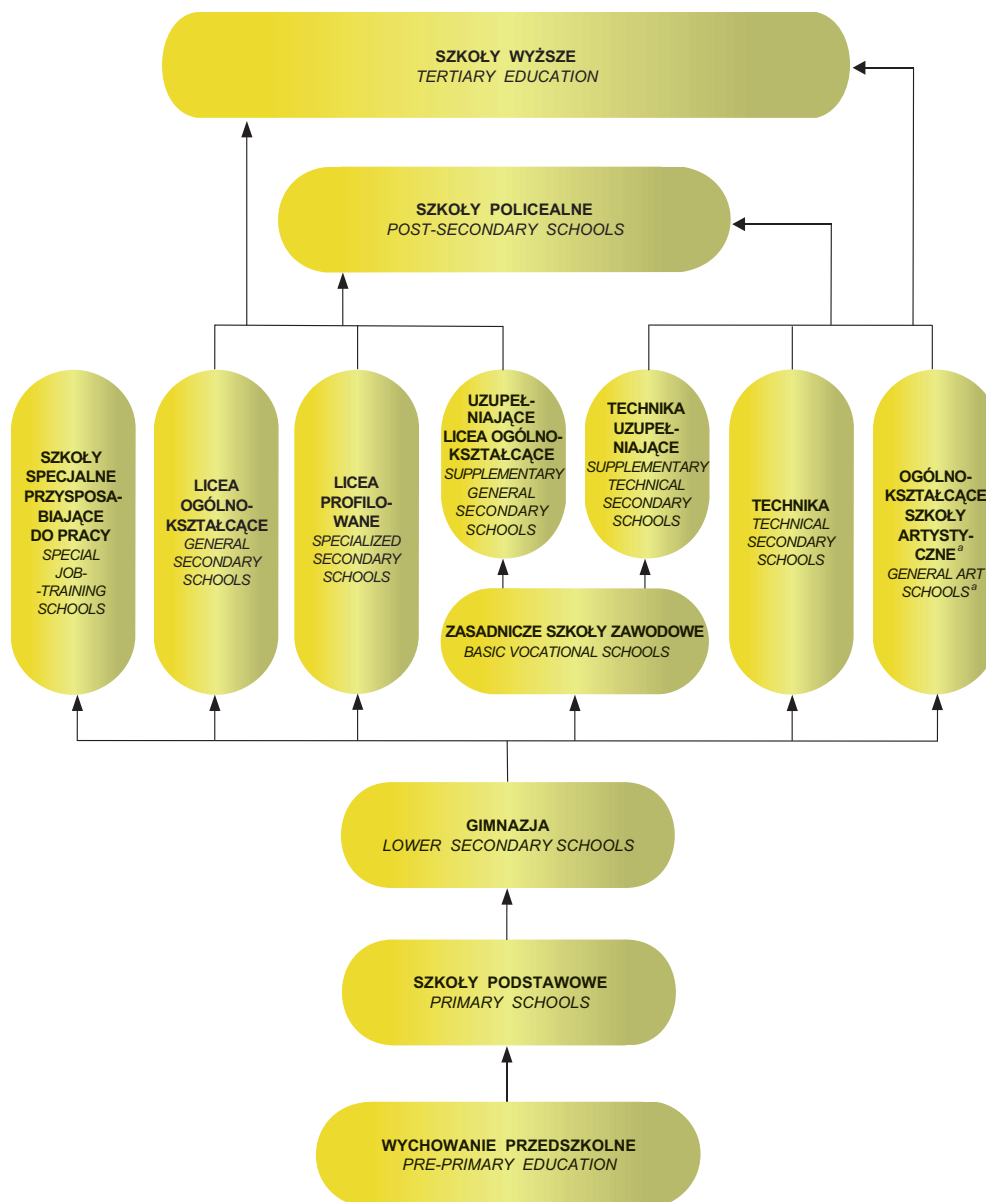 SZKOŁY WYŻSZE
TERTIARY EDUCATION
SZKOŁY POLICEALNE
POST-SECONDARY SCHOOLS
SZKOŁY
SPECJALNE
PRZYSPOSA-
BIAJĄCE
DO PRACY
SPECIAL
JOB-
-TRAINING
SCHOOLS
LICEA
OGÓLNO-
KSZTAŁCĄCE
GENERAL
SECONDARY
SCHOOLS
LICEA
PROFILO-
WANE
SPECIALIZED
SECONDARY
SCHOOLS
UZUPEŁ-
NIAJĄCE
LICEA OGÓLNO-
KSZTAŁCĄCE
SUPPLEMENTARY
GENERAL
SECONDARY
SCHOOLS
TECHNIKA
UZUPEŁ-
NIAJĄCE
SUPPLEMENTARY
TECHNICAL
SECONDARY
SCHOOLS
TECHNIKA
TECHNICAL
SECONDARY
SCHOOLS
OGÓLNO-
KSZTAŁCĄCE
SZKOŁY
ARTYSTY-
CZNE a
GENERAL ART
SCHOOLS a
ZASADNICZE SZKOŁY ZAWODOWE
BASIC VOCATIONAL SCHOOLS
GIMNAZJA
LOWER SECONDARY SCHOOLS
SZKOŁY PODSTAWOWE
PRIMARY SCHOOLS
WYCHOWANIE PRZEDSZKOLNE
PRE-PRIMARY EDUCATION